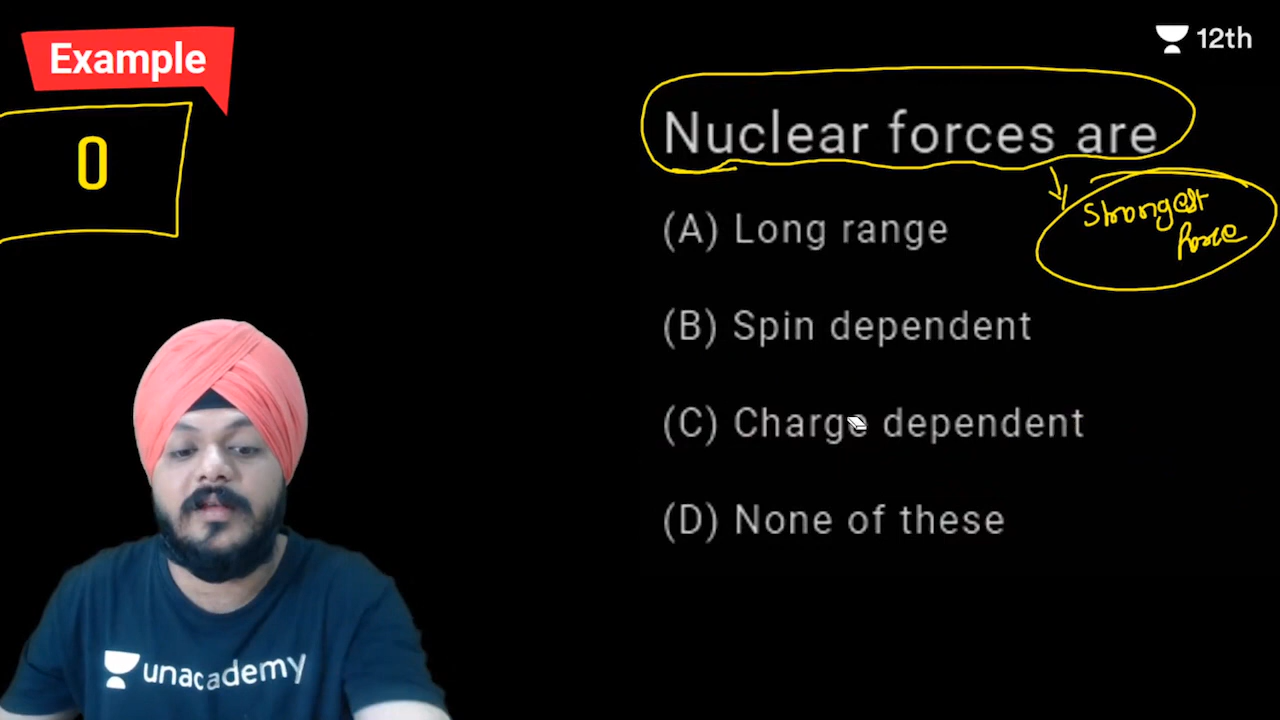 Example
12th
0
Nuclear forces are
Strongest
force
(A) Long range
(B) Spin dependent
(C) Charge dependent
(D) None of these
unacademy